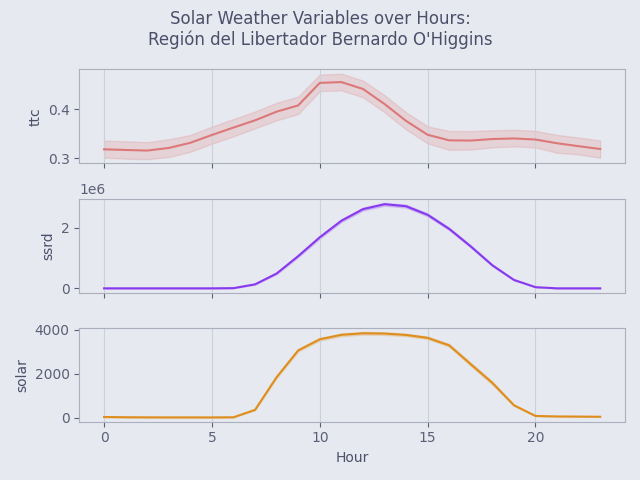 Solar Weather Variables over Hours:
Región del Libertador Bernardo O'Higgins
0.4
0.3
ttc
1e6
2
0
ssrd
4000
2000
0
solar
0 5 10 15 20
Hour